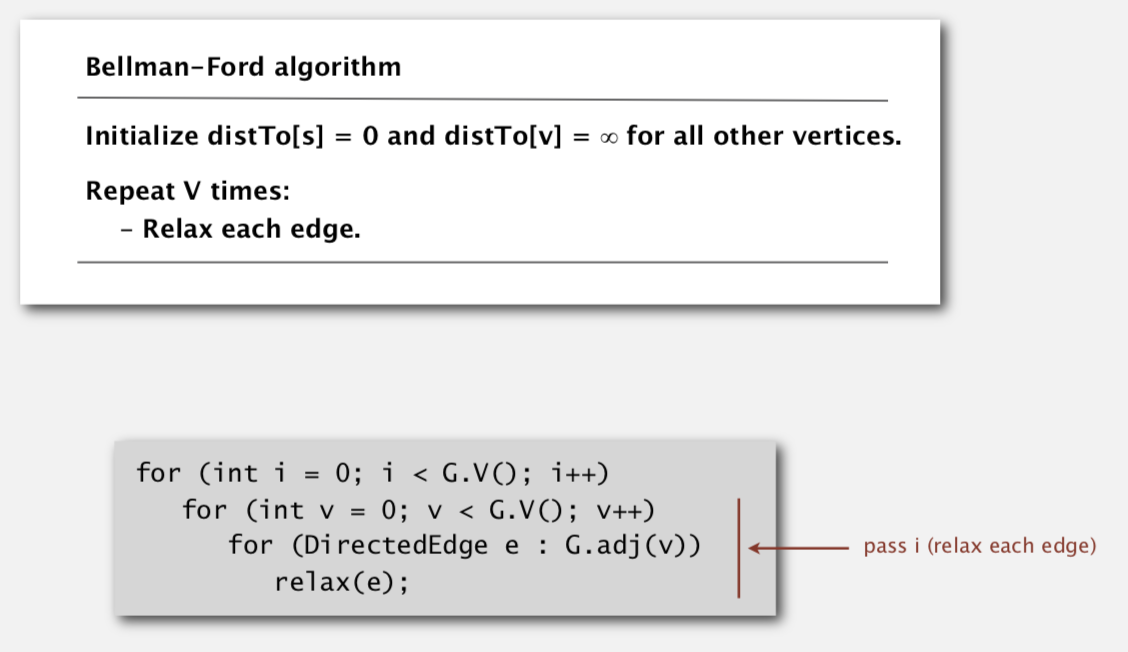 Bellman-Ford algorithm
Initialize distTo[s] = 0 and distTo[v] = ∞ for all other vertices.
Repeat V times:
- Relax each edge.
for (int i = 0; i < G.V(); i++)
for (int v = 0; v < G.V(); v++)
for (DirectedEdge e : G.adj(v))
relax(e);
pass i (relax each edge)